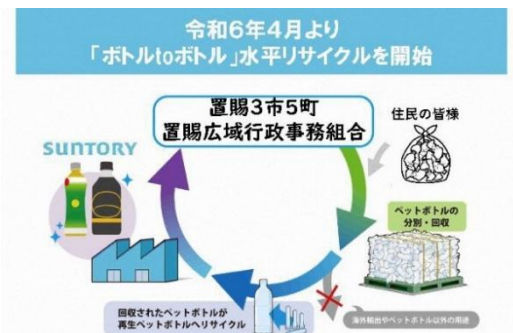 令和6年4月より
「ボトルtoボトル」水平リサイクルを開始
置賜3市5町
置賜広域行政事務組合
住民の皆様
SUNTORY
ペットボトルの
分別・回収
回収されたペットボトルが
再生ペットボトルへリサイクル
海外輸出やペットボトル以外の用途